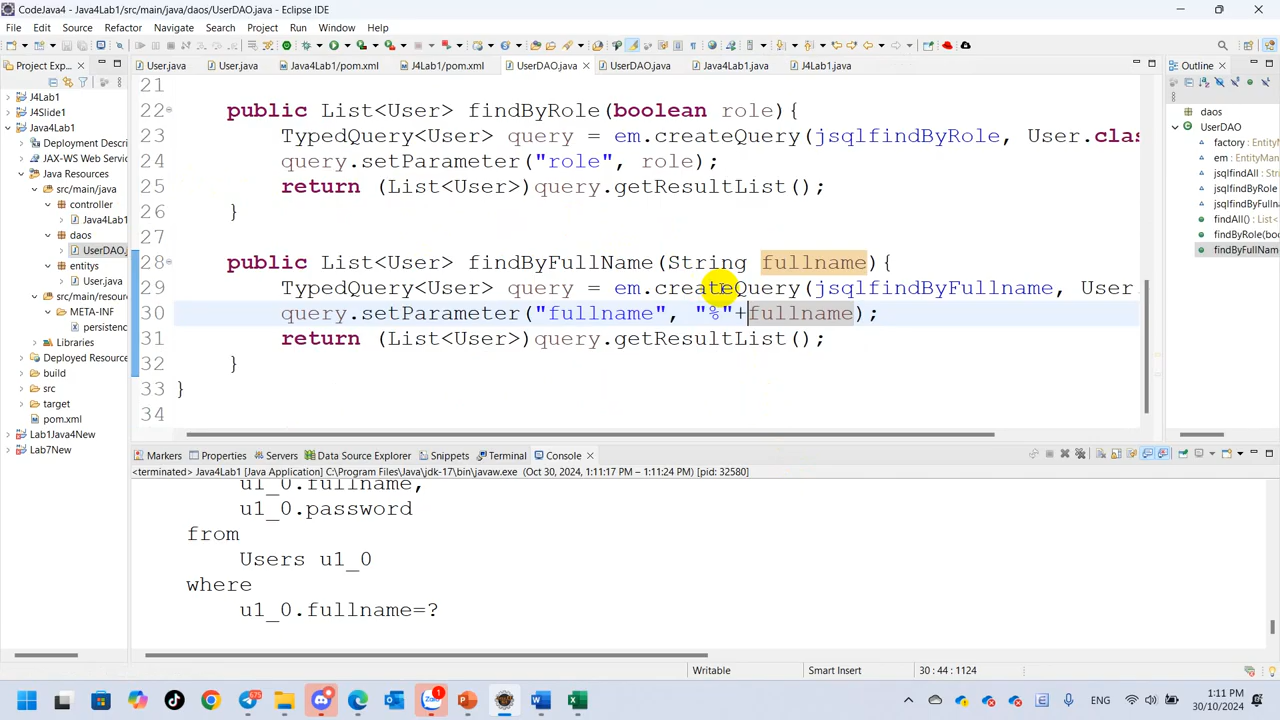 CodeJava4 - Java4Lab1/src/main/java/daos/UserDAO.java - Eclipse IDE
File Edit Source Refactor Navigate Search Project Run Window Help
Project Exp...
User.java
User.java
Java4Lab1/pom.xml
J4Lab1/pom.xml
UserDAO.java
UserDAO.java
Java4Lab1.java
J4Lab1.java
Outline
J4Lab1
J4Slide1
Java4Lab1
Deployment Descri
JAX-WS Web Servic
Java Resources
src/main/java
controller
Java4Lab
daos
UserDAO.j
entitys
User.java
src/main/resour
META-INF
persistenc
Libraries
Deployed Resource
build
src
target
pom.xml
Lab1Java4New
Lab7New
21
22 public List<User> findByRole(boolean role){
23 TypedQuery<User> query = em.createQuery(jsqlfindByRole, User.clas
24 query.setParameter("role", role);
25 return (List<User>)query.getResultList();
26 }
27
28 public List<User> findByFullName(String fullname){
29 TypedQuery<User> query = em.createQuery(jsqlfindByFullname, User.
30 query.setParameter("fullname", "%"+fullname);
31 return (List<User>)query.getResultList();
32 }
33 }
34
daos
UserDAO
factory : EntityM
em : EntityManag
jsqlfindAll : Stri
jsqlfindByRole
jsqlfindByFullna
findAll() : List<
findByRole(boo
findByFullNam
Markers Properties Servers Data Source Explorer Snippets Terminal Console
<terminated> Java4Lab1 [Java Application] C:\Program Files\Java\jdk-17\bin\javaw.exe (Oct 30, 2024, 1:11:17 PM – 1:11:24 PM) [pid: 32580]
u1_0.fullname,
u1_0.password
from
Users u1_0
where
u1_0.fullname=?
Writable Smart Insert 30 : 44 : 1124
ENG
1:11 PM
30/10/2024